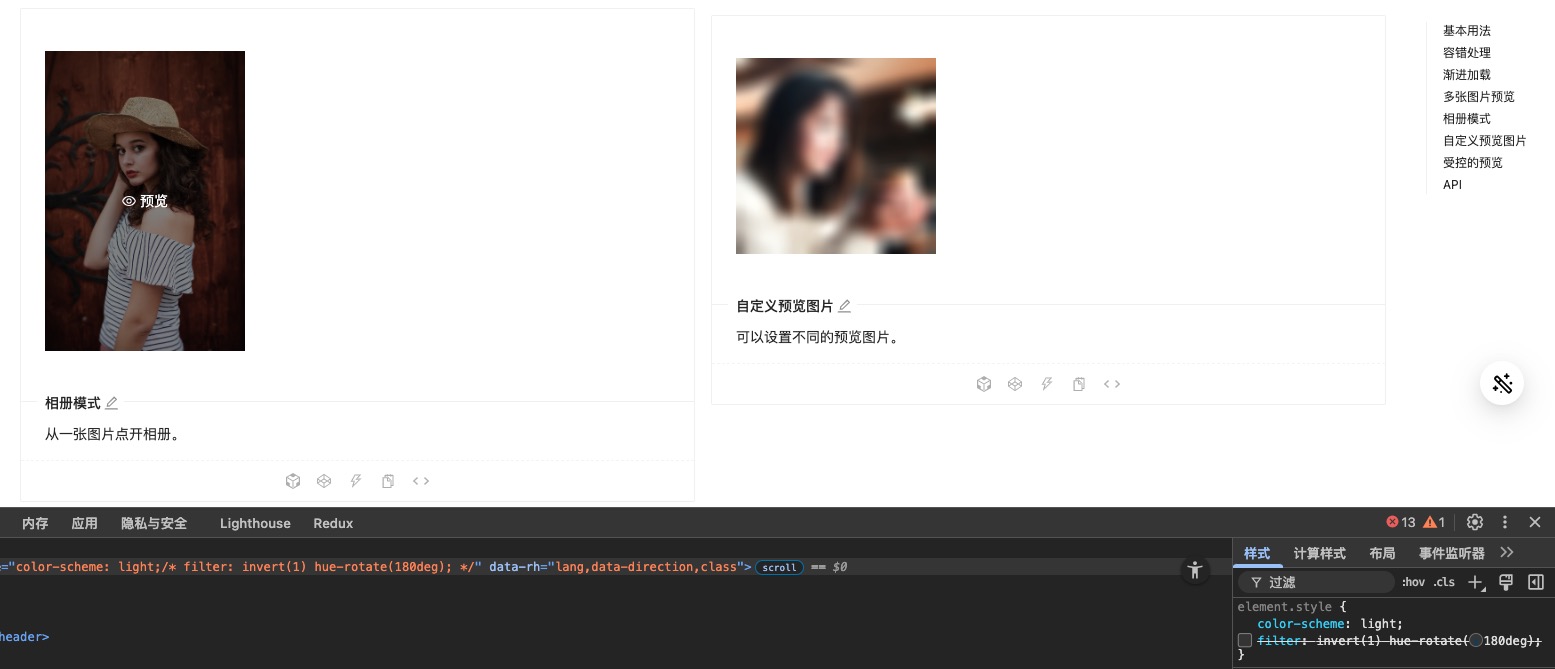 预览
相册模式
从一张图片点开相册。
自定义预览图片
可以设置不同的预览图片。
基本用法
容错处理
渐进加载
多张图片预览
相册模式
自定义预览图片
受控的预览
API
内存 应用 隐私与安全 Lighthouse Redux 13 1
="color-scheme: light;/* filter: invert(1) hue-rotate(180deg); */" data-rh="lang,data-direction,class"> scroll == $0
header>
样式 计算样式 布局 事件监听器
过滤 :hov .cls
element.style {
color-scheme: light;
filter: invert(1) hue-rotate(180deg);
}